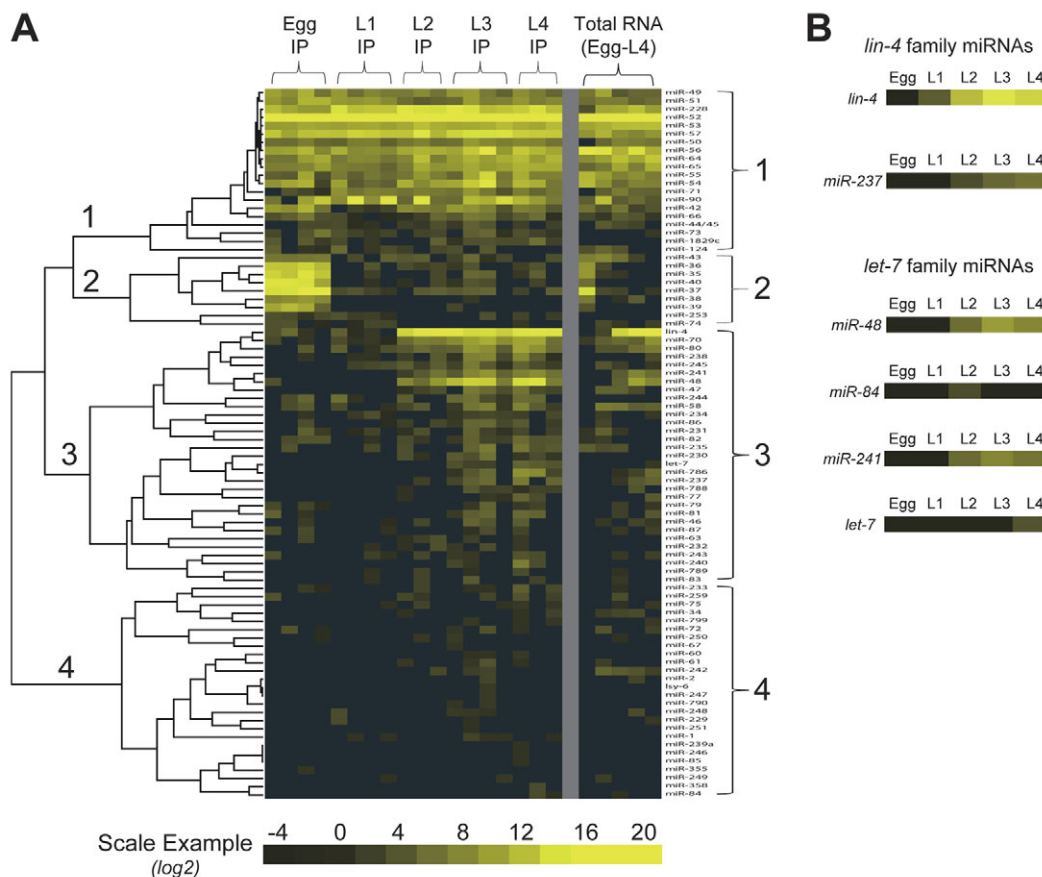 A
Egg
IP
L1
IP
L2
IP
L3
IP
L4
IP
Total RNA
(Egg-L4)
miR-49
miR-51
miR-228
miR-52
miR-53
miR-57
miR-50
miR-56
miR-64
miR-65
miR-55
miR-54
miR-71
miR-90
miR-42
miR-66
miR-44/45
miR-73
miR-1829c
miR-124
miR-43
miR-36
miR-35
miR-40
miR-37
miR-38
miR-39
miR-253
miR-74
lin-4
miR-70
miR-80
miR-238
miR-245
miR-241
miR-48
miR-47
miR-244
miR-58
miR-234
miR-86
miR-231
miR-82
miR-235
miR-230
let-7
miR-786
miR-237
miR-788
miR-77
miR-79
miR-81
miR-46
miR-87
miR-63
miR-232
miR-243
miR-240
miR-789
miR-83
miR-233
miR-259
miR-75
miR-34
miR-799
miR-72
miR-250
miR-67
miR-60
miR-61
miR-242
miR-2
lsy-6
miR-247
miR-790
miR-248
miR-229
miR-251
miR-1
miR-239a
miR-246
miR-85
miR-355
miR-249
miR-358
miR-84
1
2
3
4
1
2
3
4
Scale Example
(log2)
-4 0 4 8 12 16 20
B
lin-4 family miRNAs
Egg L1 L2 L3 L4
lin-4
Egg L1 L2 L3 L4
miR-237
let-7 family miRNAs
Egg L1 L2 L3 L4
miR-48
Egg L1 L2 L3 L4
miR-84
Egg L1 L2 L3 L4
miR-241
Egg L1 L2 L3 L4
let-7